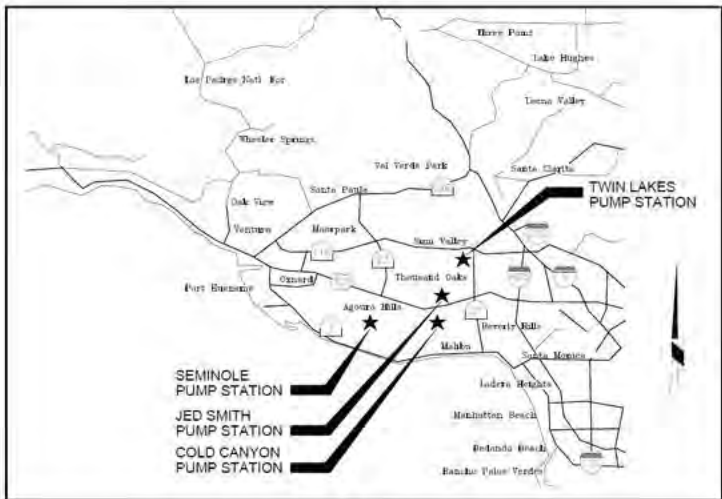 Three Point
Lake Hughes
Los Padres Natl For
Leona Valley
Wheeler Springs
Val Verde Park
Santa Clarita
Santa Paula
TWIN LAKES
PUMP STATION
Oak View
Ventura
Moorpark
Simi Valley
Thousand Oaks
Oxnard
Port Hueneme
Agoura Hills
Beverly Hills
Malibu
Santa Monica
SEMINOLE
PUMP STATION
Ladera Heights
JED SMITH
PUMP STATION
Manhattan Beach
COLD CANYON
PUMP STATION
Redondo Beach
Rancho Palos Verdes